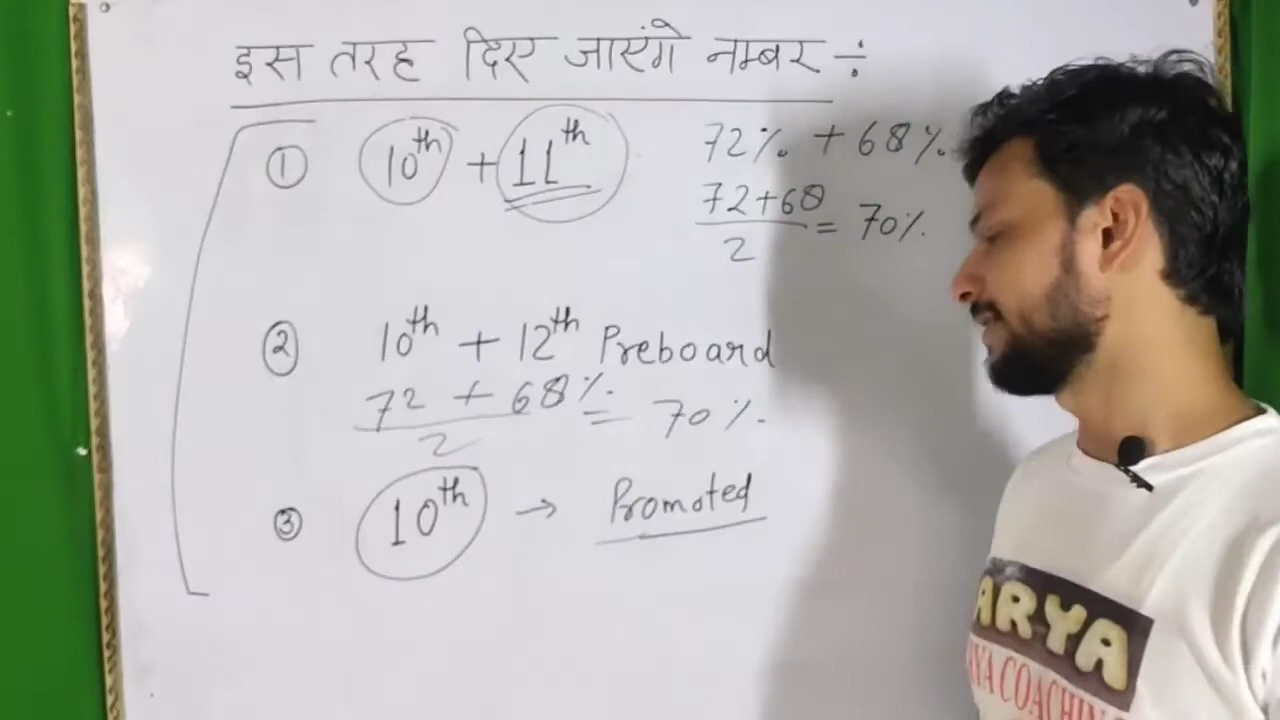 इस तरह दिए जाएंगे नम्बर ÷
① 10th + 11th
72% + 68%
72+68
2
= 70%
② 10th + 12th Preboard
72 + 68%
2
= 70%
③ 10th → Promoted
ARYA
YA COACHIN